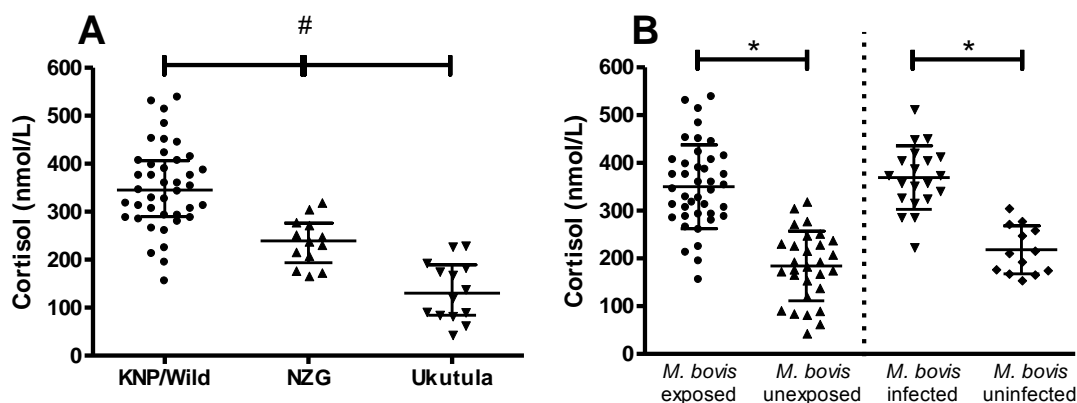 A
#
Cortisol (nmol/L)
600
500
400
300
200
100
0
KNP/Wild NZG Ukutula
B
* *
Cortisol (nmol/L)
600
500
400
300
200
100
0
M. bovis M. bovis M. bovis M. bovis
exposed unexposed infected uninfected